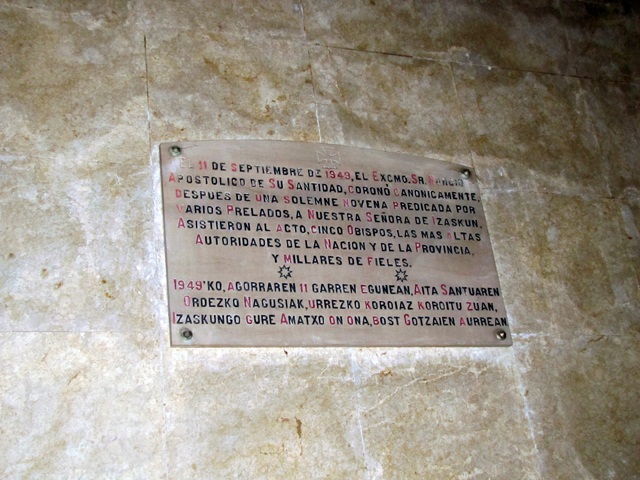 EL 11 DE SEPTIEMBRE DE 1949, EL EXCMO. SR. NUNCIO
APOSTOLICO DE SU SANTIDAD, CORONÓ CANONICAMENTE,
DESPUES DE UNA SOLEMNE NOVENA PREDICADA POR
VARIOS PRELADOS, A NUESTRA SEÑORA DE IZASKUN,
ASISTIERON AL ACTO, CINCO OBISPOS, LAS MAS ALTAS
AUTORIDADES DE LA NACION Y DE LA PROVINCIA,
Y MILLARES DE FIELES.
1949'KO, AGORRAREN 11 GARREN EGUNEAN, AITA SANTUAREN
ORDEZKO NAGUSIAK, URREZKO KOROIAZ KOROITU ZUAN,
IZASKUNGO GURE AMATXO ON ONA, BOST GOTZAIEN AURREAN